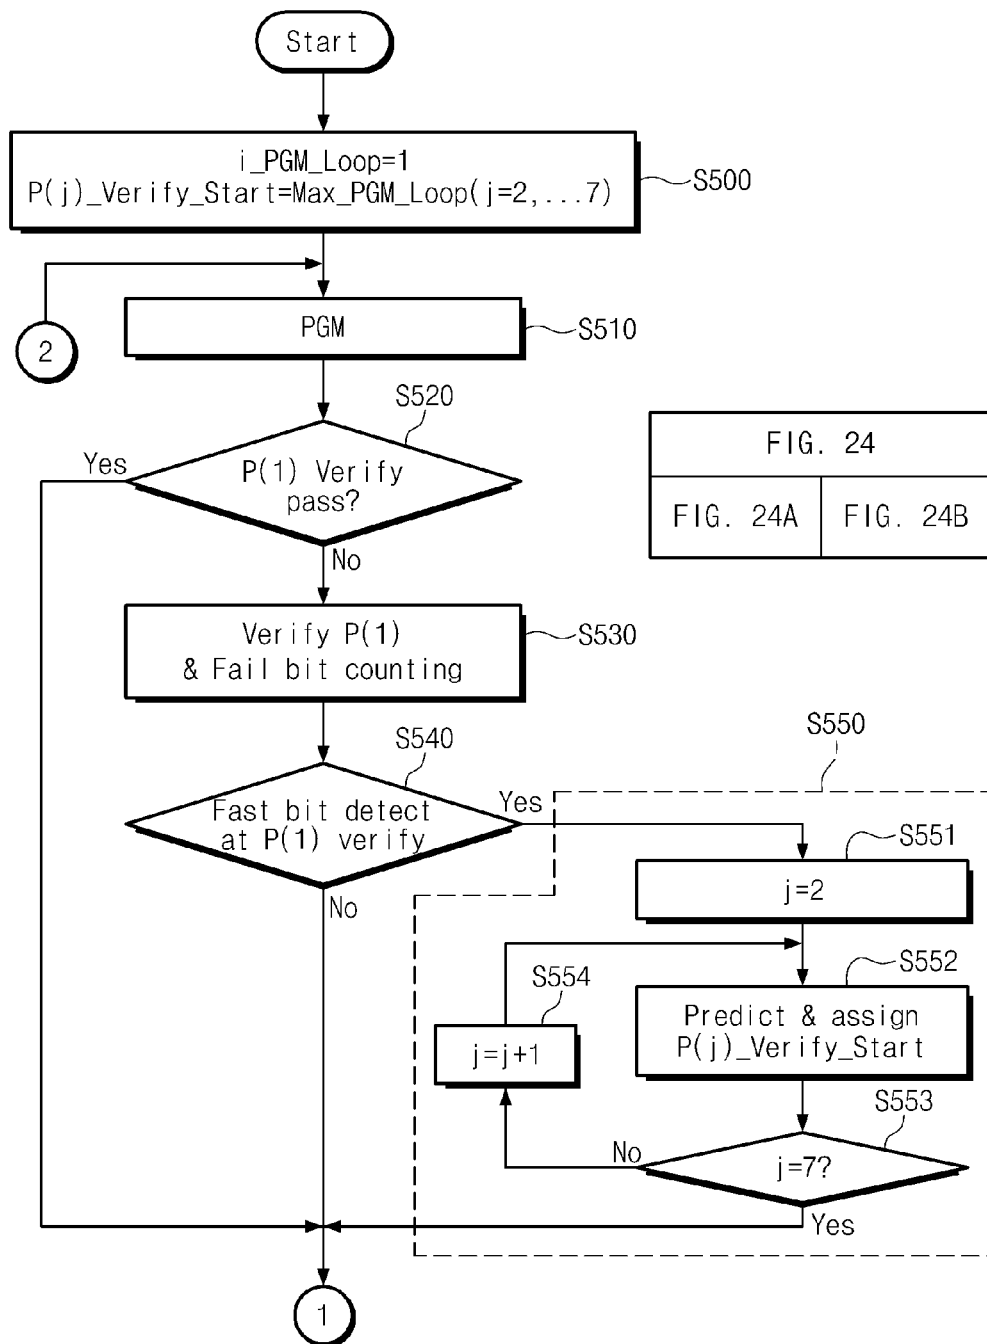 Start
i_PGM_Loop=1
P(j)_Verify_Start=Max_PGM_Loop(j=2,...7)
S500
2
PGM
S510
S520
Yes
P(1) Verify
pass?
No
FIG. 24
FIG. 24A
FIG. 24B
Verify P(1)
& Fail bit counting
S530
S540
Fast bit detect
at P(1) verify
Yes
No
S550
S551
j=2
S552
Predict & assign
P(j)_Verify_Start
S554
j=j+1
S553
j=7?
No
Yes
1